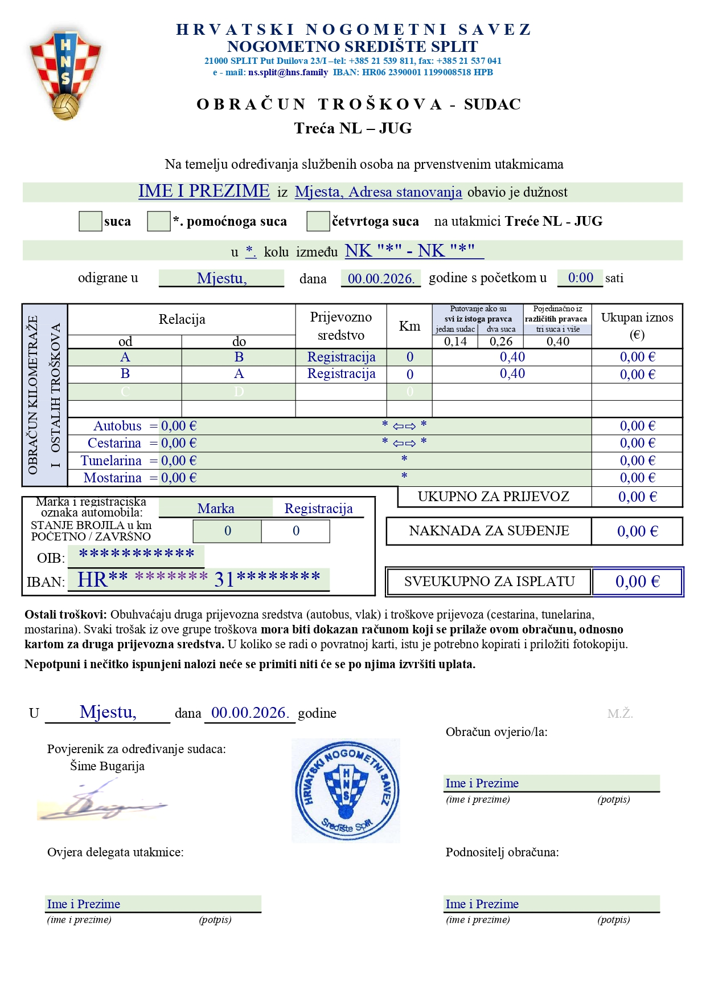 HNS
HRVATSKI NOGOMETNI SAVEZ
NOGOMETNO SREDIŠTE SPLIT
21000 SPLIT Put Duilova 23/I –tel: +385 21 539 811, fax: +385 21 537 041
e - mail: ns.split@hns.family IBAN: HR06 2390001 1199008518 HPB
OBRAČUN TROŠKOVA - SUDAC
Treća NL – JUG
Na temelju određivanja službenih osoba na prvenstvenim utakmicama
IME I PREZIME iz Mjesta, Adresa stanovanja obavio je dužnost
suca *. pomoćnoga suca četvrtoga suca na utakmici Treće NL - JUG
u *. kolu između NK "*" - NK "*"
odigrane u Mjestu, dana 00.00.2026. godine s početkom u 0:00 sati
OBRAČUN KILOMETRAŽE
I OSTALIH TROŠKOVA
Relacija
od do
Prijevozno
sredstvo
Km
Putovanje ako su
svi iz istoga pravca
jedan sudac dva suca
0,14 0,26
Pojedinačno iz
različitih pravaca
tri suca i više
0,40
Ukupan iznos
(€)
A B Registracija 0 0,40 0,00 €
B A Registracija 0 0,40 0,00 €
C D 0
Autobus = 0,00 € * ⇦⇨ * 0,00 €
Cestarina = 0,00 € * ⇦⇨ * 0,00 €
Tunelarina = 0,00 € * 0,00 €
Mostarina = 0,00 € * 0,00 €
UKUPNO ZA PRIJEVOZ 0,00 €
Marka i registraciska
oznaka automobila:
Marka Registracija
STANJE BROJILA u km
POČETNO / ZAVRŠNO
0 0
NAKNADA ZA SUĐENJE 0,00 €
OIB: ***********
IBAN: HR** ******* 31********
SVEUKUPNO ZA ISPLATU 0,00 €
Ostali troškovi: Obuhvaćaju druga prijevozna sredstva (autobus, vlak) i troškove prijevoza (cestarina, tunelarina,
mostarina). Svaki trošak iz ove grupe troškova mora biti dokazan računom koji se prilaže ovom obračunu, odnosno
kartom za druga prijevozna sredstva. U koliko se radi o povratnoj karti, istu je potrebno kopirati i priložiti fotokopiju.
Nepotpuni i nečitko ispunjeni nalozi neće se primiti niti će se po njima izvršiti uplata.
U Mjestu, dana 00.00.2026. godine
M.Ž.
Obračun ovjerio/la:
Povjerenik za određivanje sudaca:
Šime Bugarija
HRVATSKI NOGOMETNI SAVEZ
HNS
Središte Split
Ime i Prezime
(ime i prezime) (potpis)
Ovjera delegata utakmice:
Podnositelj obračuna:
Ime i Prezime
(ime i prezime) (potpis)
Ime i Prezime
(ime i prezime) (potpis)